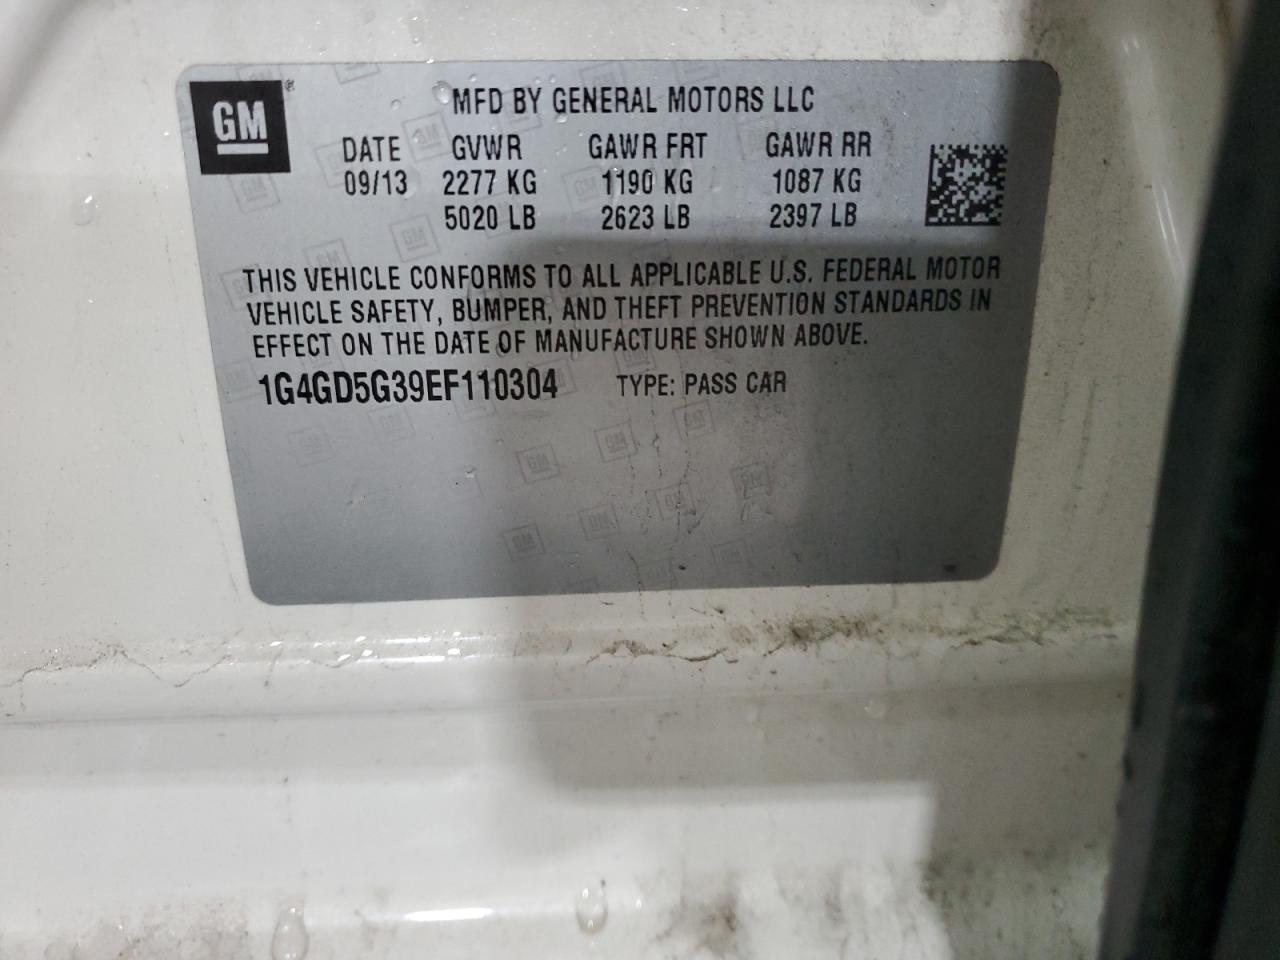 GM
MFD BY GENERAL MOTORS LLC
DATE GVWR GAWR FRT GAWR RR
09/13 2277 KG 1190 KG 1087 KG
5020 LB 2623 LB 2397 LB
THIS VEHICLE CONFORMS TO ALL APPLICABLE U.S. FEDERAL MOTOR
VEHICLE SAFETY, BUMPER, AND THEFT PREVENTION STANDARDS IN
EFFECT ON THE DATE OF MANUFACTURE SHOWN ABOVE.
1G4GD5G39EF110304 TYPE: PASS CAR